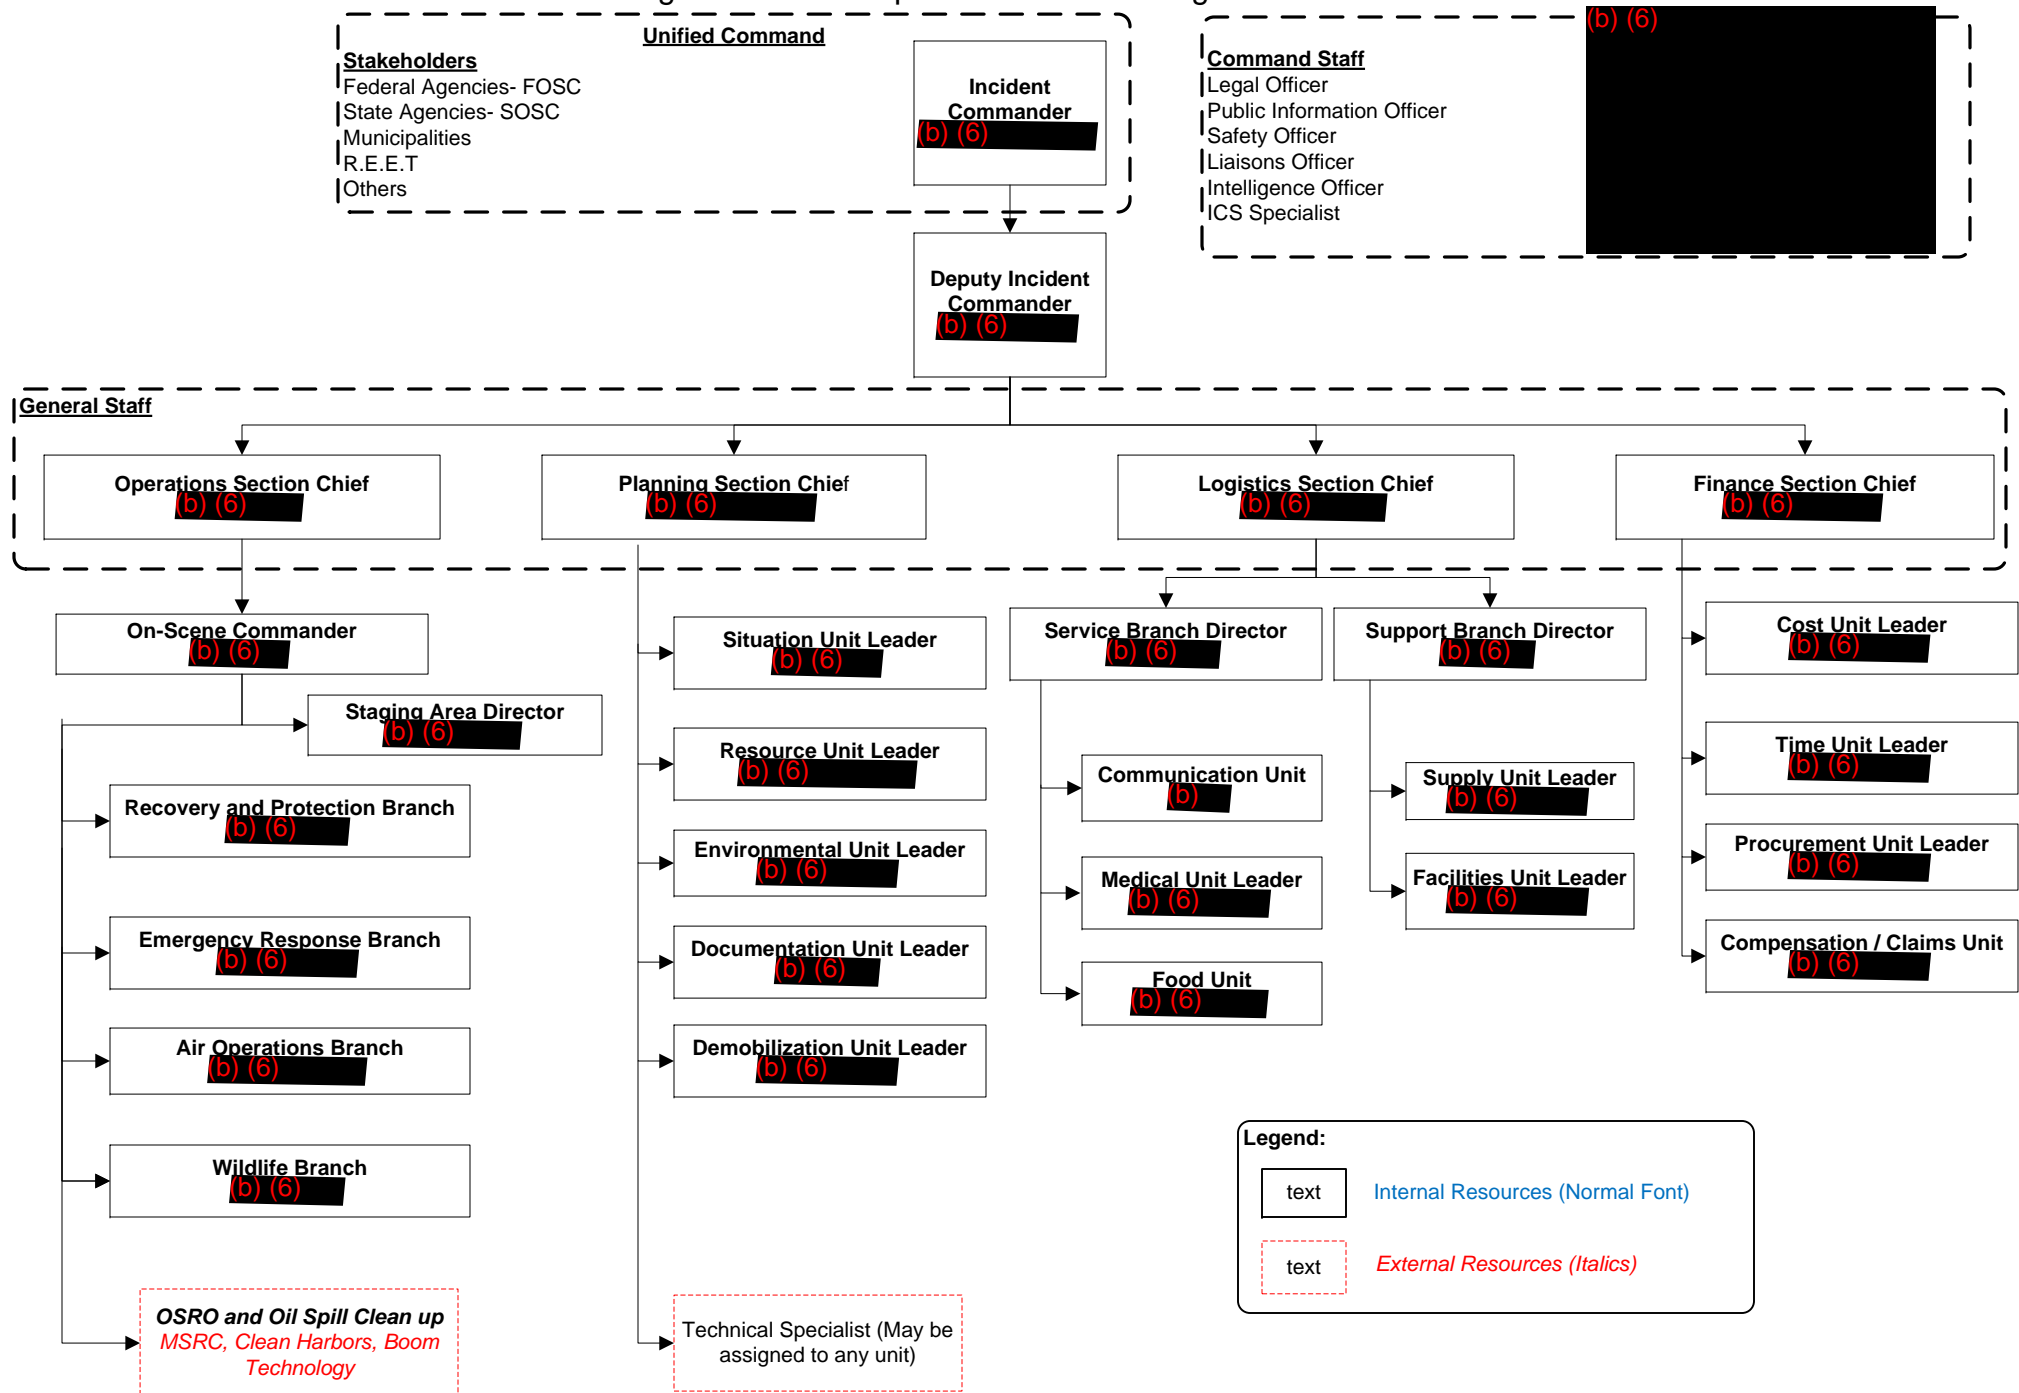 Unified Command
Stakeholders
Federal Agencies- FOSC
State Agencies- SOSC
Municipalities
R.E.E.T
Others
Incident
Commander
(b) (6)
Command Staff
Legal Officer
Public Information Officer
Safety Officer
Liaisons Officer
Intelligence Officer
ICS Specialist
(b) (6)
Deputy Incident
Commander
(b) (6)
General Staff
Operations Section Chief
(b) (6)
Planning Section Chief
(b) (6)
Logistics Section Chief
(b) (6)
Finance Section Chief
(b) (6)
On-Scene Commander
(b) (6)
Staging Area Director
(b) (6)
Recovery and Protection Branch
(b) (6)
Emergency Response Branch
(b) (6)
Air Operations Branch
(b) (6)
Wildlife Branch
(b) (6)
OSRO and Oil Spill Clean up
MSRC, Clean Harbors, Boom
Technology
Situation Unit Leader
(b) (6)
Resource Unit Leader
(b) (6)
Environmental Unit Leader
(b) (6)
Documentation Unit Leader
(b) (6)
Demobilization Unit Leader
(b) (6)
Technical Specialist (May be
assigned to any unit)
Service Branch Director
(b) (6)
Communication Unit
(b)
Medical Unit Leader
(b) (6)
Food Unit
(b) (6)
Support Branch Director
(b) (6)
Supply Unit Leader
(b) (6)
Facilities Unit Leader
(b) (6)
Cost Unit Leader
(b) (6)
Time Unit Leader
(b) (6)
Procurement Unit Leader
(b) (6)
Compensation / Claims Unit
(b) (6)
Legend:
text
Internal Resources (Normal Font)
text
External Resources (Italics)